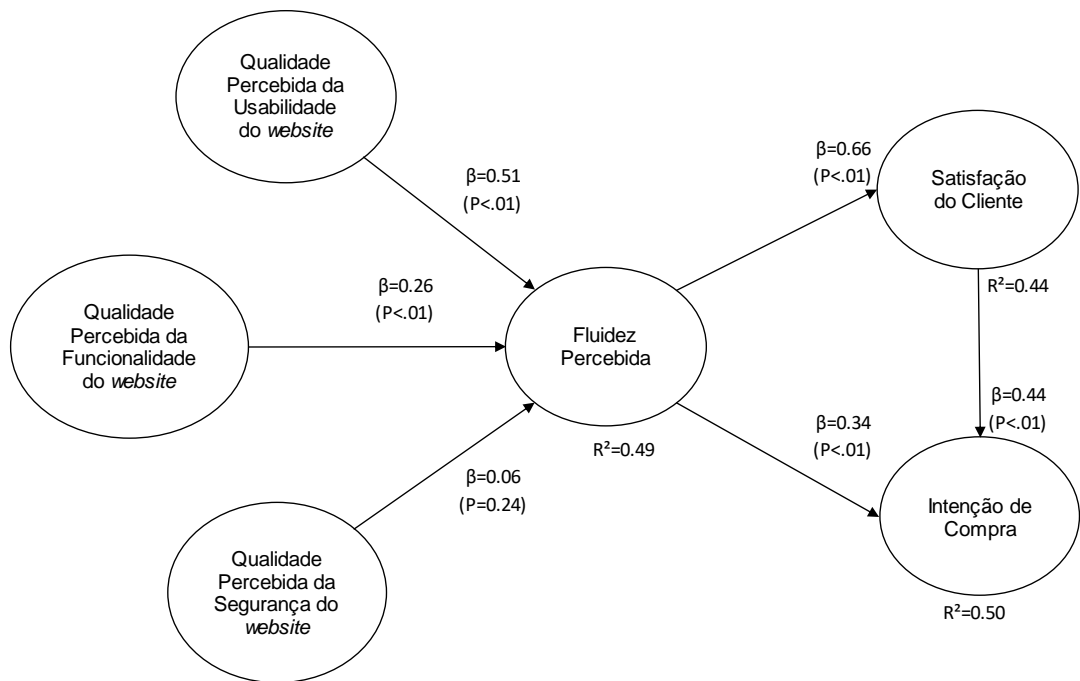 Qualidade
Percebida da
Usabilidade
do website
β=0.51
(P<.01)
Qualidade
Percebida da
Funcionalidade
do website
β=0.26
(P<.01)
Qualidade
Percebida da
Segurança do
website
β=0.06
(P=0.24)
Fluidez
Percebida
R²=0.49
β=0.66
(P<.01)
Satisfação
do Cliente
R²=0.44
β=0.34
(P<.01)
β=0.44
(P<.01)
Intenção de
Compra
R²=0.50